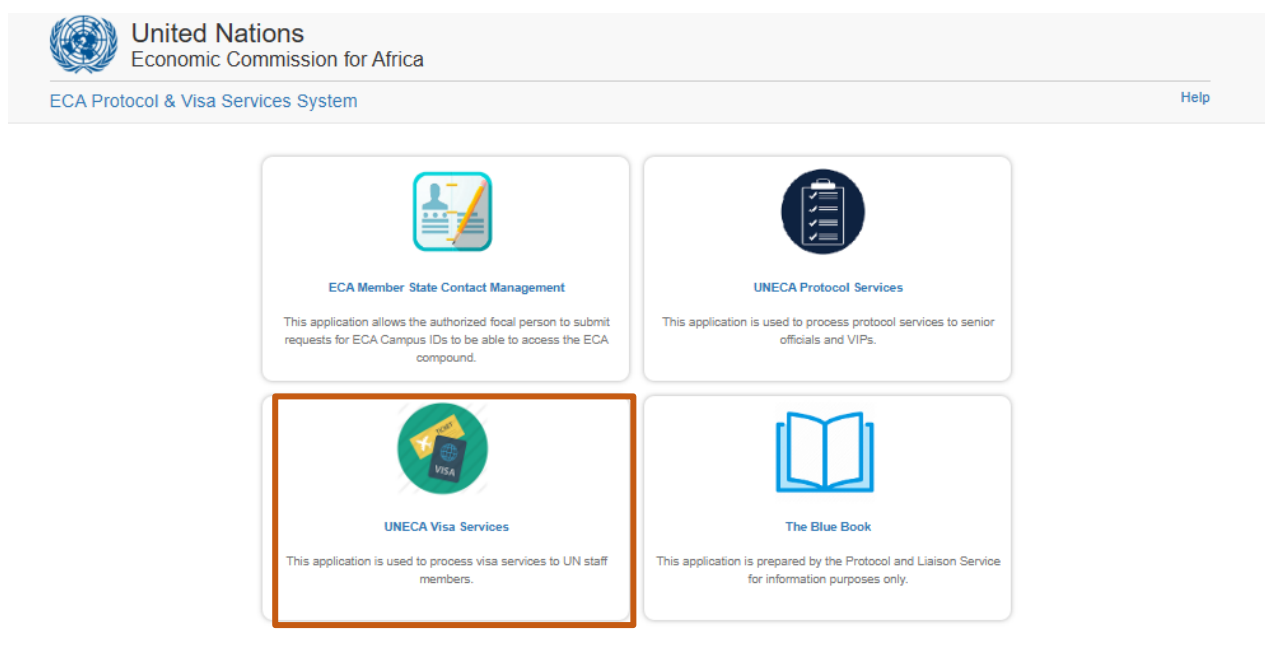 United Nations
Economic Commission for Africa
ECA Protocol & Visa Services System
Help
ECA Member State Contact Management
This application allows the authorized focal person to submit
requests for ECA Campus IDs to be able to access the ECA
compound.
UNECA Protocol Services
This application is used to process protocol services to senior
officials and VIPs.
TICKET
VISA
UNECA Visa Services
This application is used to process visa services to UN staff
members.
The Blue Book
This application is prepared by the Protocol and Liaison Service
for information purposes only.